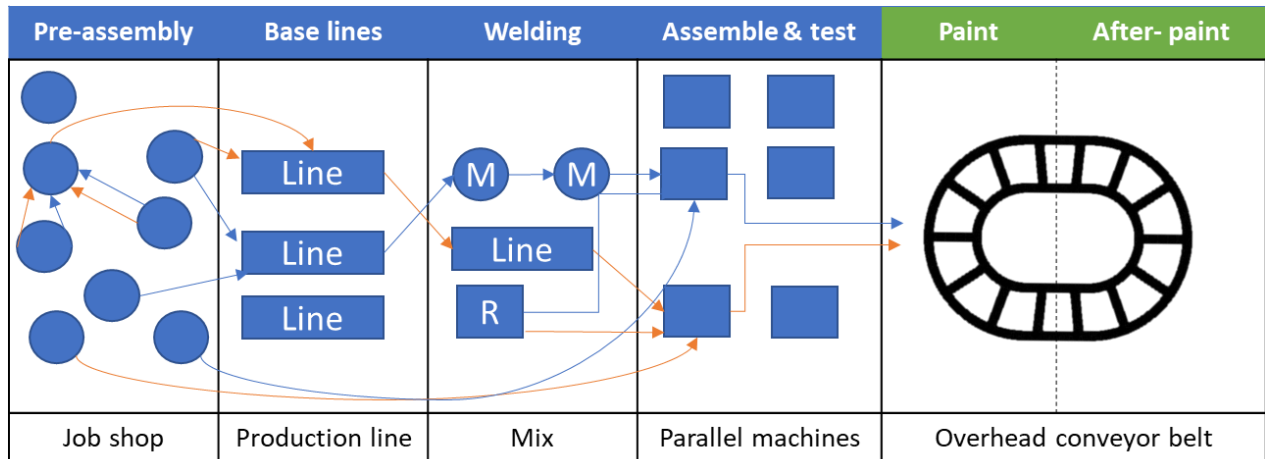 Pre-assembly
Base lines
Welding
Assemble & test
Paint
After- paint
Line
M
M
Line
Line
R
Line
Job shop
Production line
Mix
Parallel machines
Overhead conveyor belt